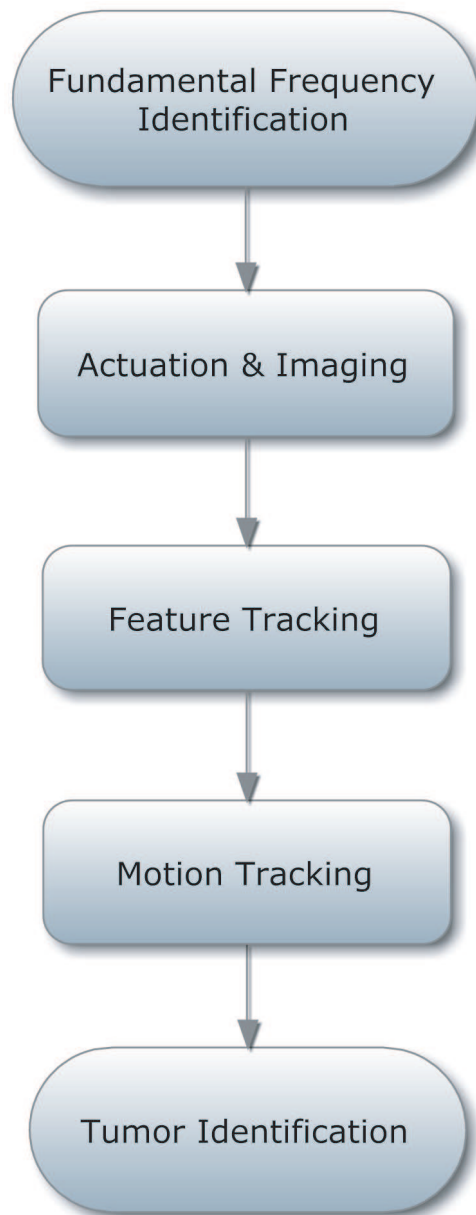 Fundamental Frequency
Identification
Actuation & Imaging
Feature Tracking
Motion Tracking
Tumor Identification